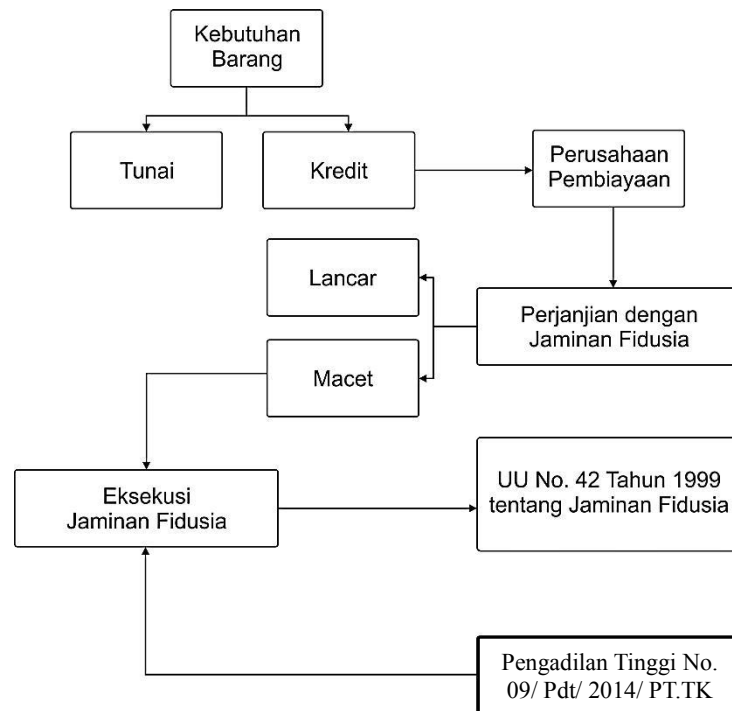 Kebutuhan
Barang
Tunai
Kredit
Perusahaan
Pembiayaan
Lancar
Perjanjian dengan
Jaminan Fidusia
Macet
Eksekusi
Jaminan Fidusia
UU No. 42 Tahun 1999
tentang Jaminan Fidusia
Pengadilan Tinggi No.
09/ Pdt/ 2014/ PT.TK